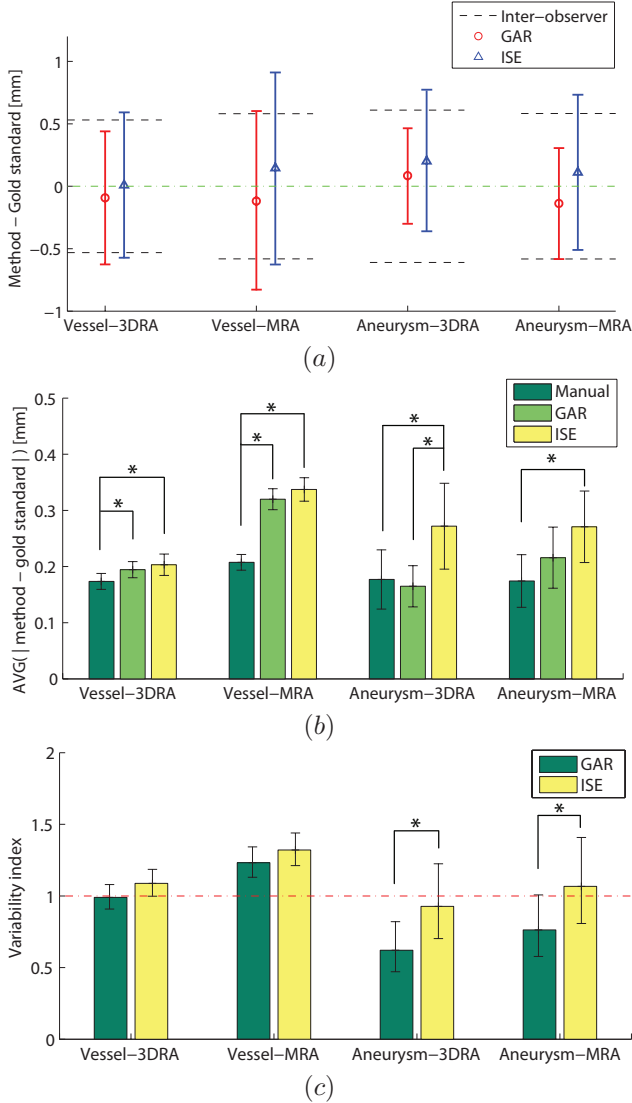 Inter−observer
GAR
ISE
Method − Gold standard [mm]
1
0.5
0
−0.5
−1
Vessel−3DRA Vessel−MRA Aneurysm−3DRA Aneurysm−MRA
(a)
Manual
GAR
ISE
AVG( | method − gold standard | ) [mm]
0.5
0.4
0.3
0.2
0.1
0
* * * * * * *
Vessel−3DRA Vessel−MRA Aneurysm−3DRA Aneurysm−MRA
(b)
GAR
ISE
Variability index
2
1.5
1
0.5
0
* *
Vessel−3DRA Vessel−MRA Aneurysm−3DRA Aneurysm−MRA
(c)